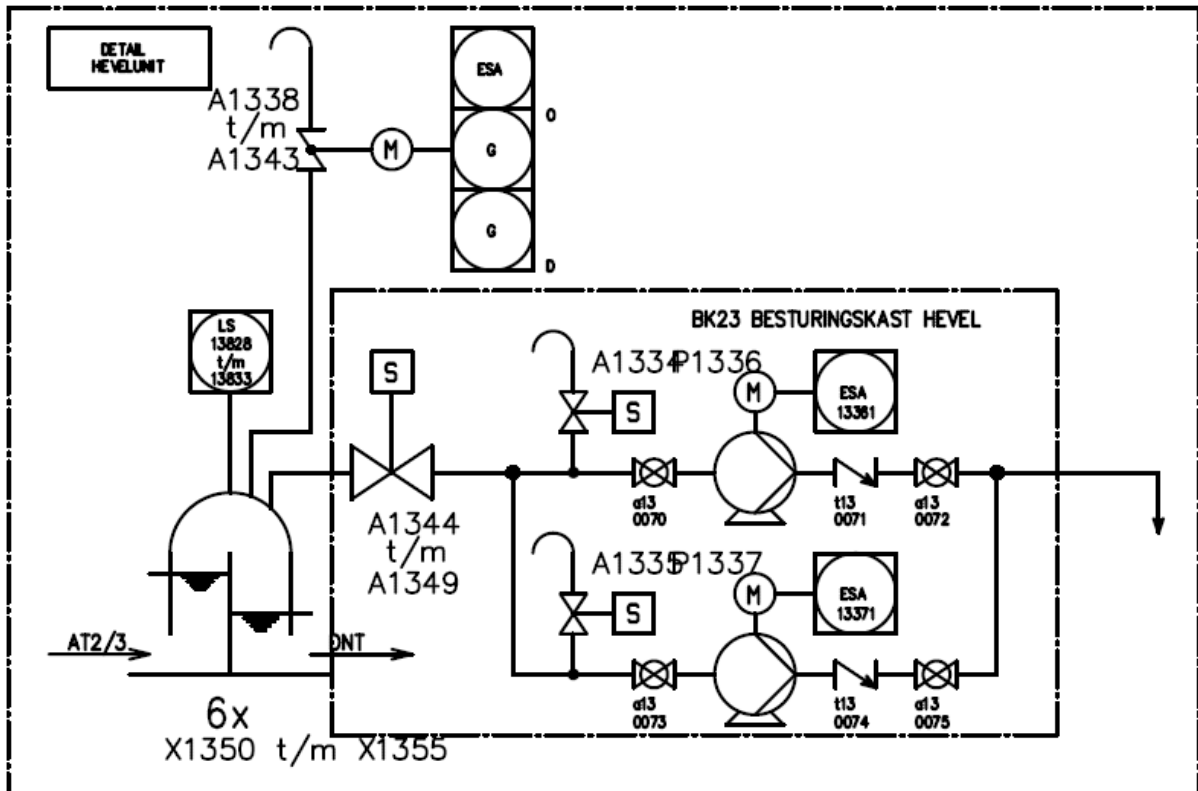 DETAIL
HEVELUNIT
A1338
t/m
A1343
M
ESA
O
G
G
D
BK23 BESTURINGSKAST HEVEL
LS
13828
t/m
13833
S
A1334
P1336
S
M
ESA
13361
a13
0070
t13
0071
a13
0072
A1344
t/m
A1349
A1335
P1337
S
M
ESA
13371
a13
0073
t13
0074
a13
0075
AT2/3
ONT
6x
X1350 t/m X1355